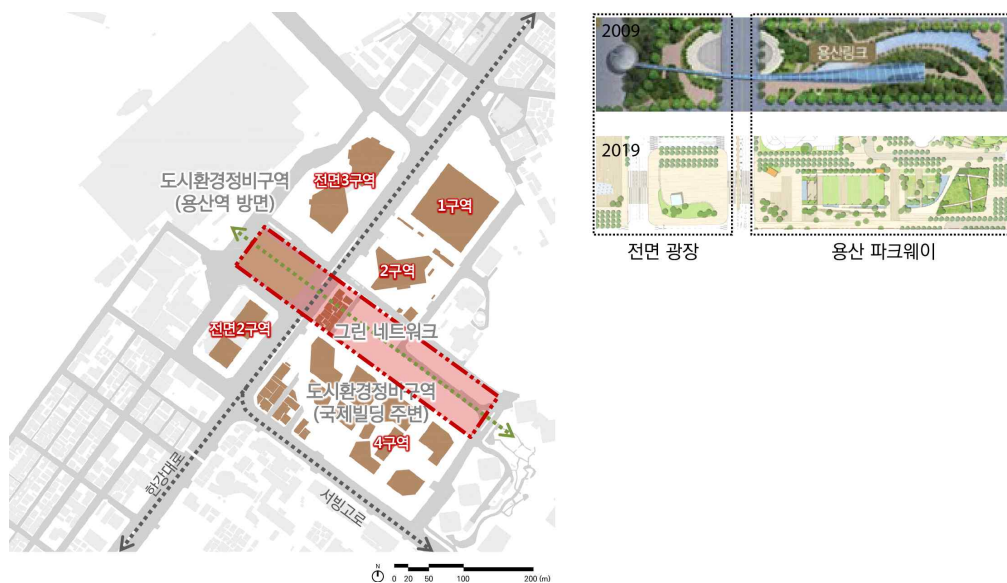 도시환경정비구역
(용산역 방면)
전면3구역
1구역
2구역
전면2구역
그린 네트워크
도시환경정비구역
(국제빌딩 주변)
4구역
한강대로
서빙고로
N
0 20 50 100 200 (m)
2009
용산링크
2019
전면 광장
용산 파크웨이